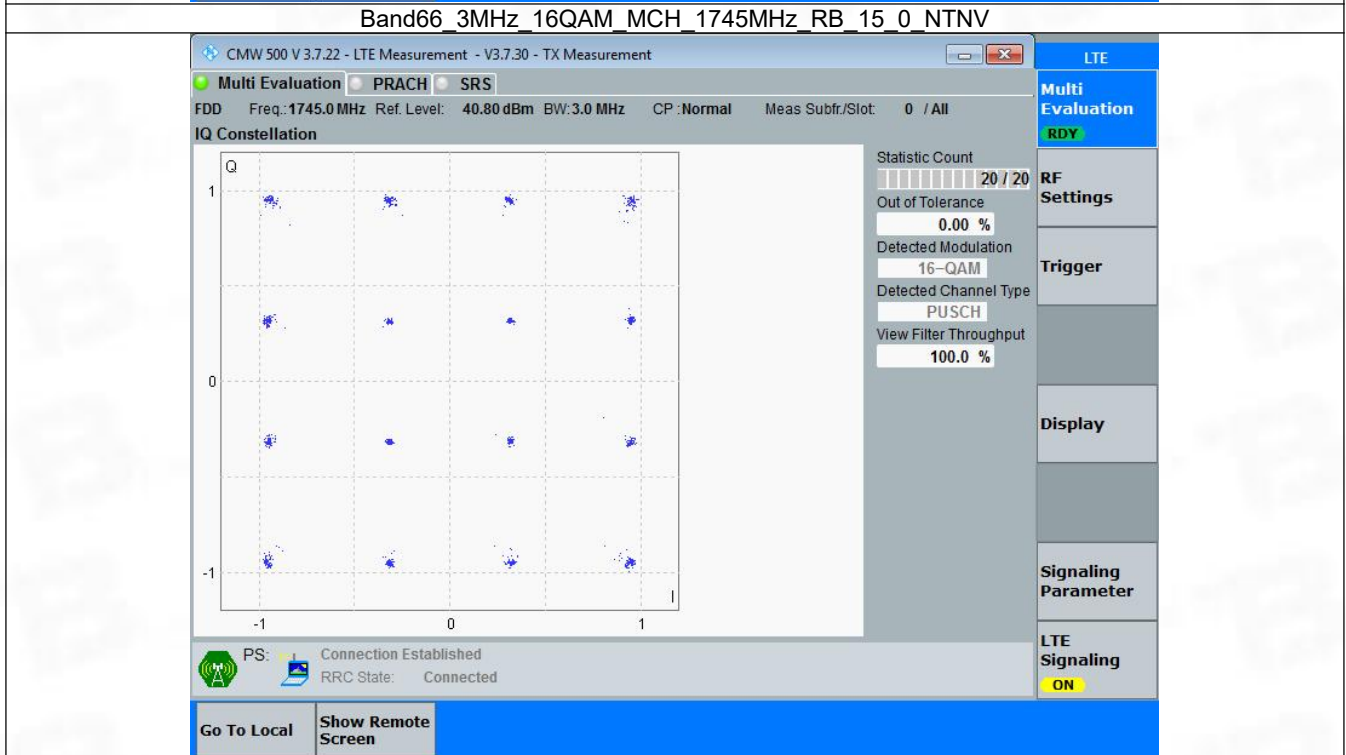 Band66_3MHz_16QAM_MCH_1745MHz_RB_15_0_NTNV
CMW 500 V 3.7.22 - LTE Measurement - V3.7.30 - TX Measurement
LTE
Multi Evaluation PRACH SRS
Multi
Evaluation
RDY
FDD Freq.:1745.0 MHz Ref. Level: 40.80 dBm BW:3.0 MHz CP :Normal Meas Subfr./Slot: 0 / All
IQ Constellation
Q
1
0
-1
I
-1 0 1
Statistic Count
20 / 20
Out of Tolerance
0.00 %
Detected Modulation
16-QAM
Detected Channel Type
PUSCH
View Filter Throughput
100.0 %
RF
Settings
Trigger
Display
Signaling
Parameter
LTE
Signaling
ON
PS: Connection Established
RRC State: Connected
Go To Local
Show Remote
Screen